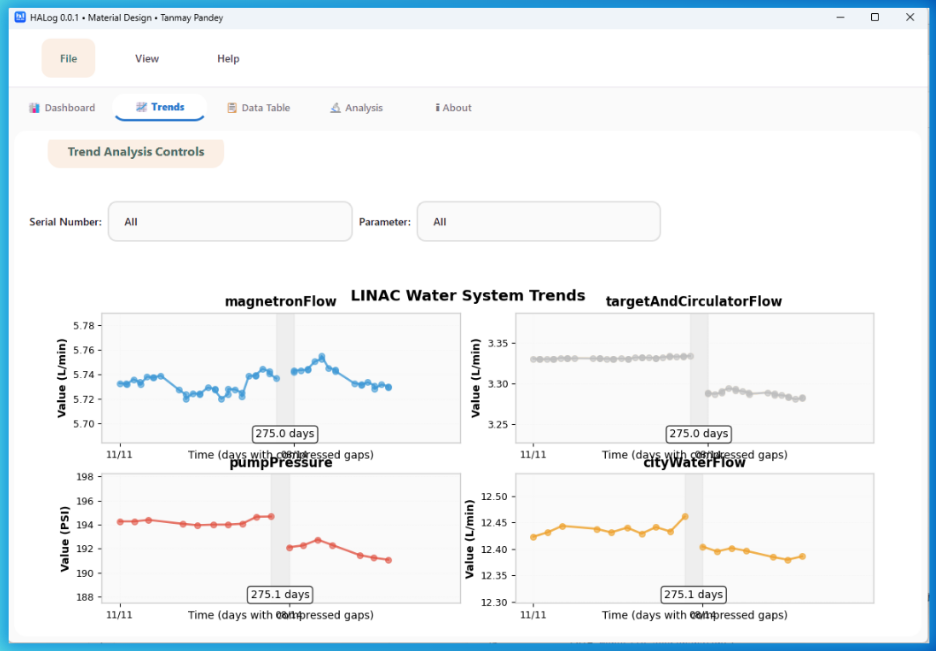 HALog 0.0.1 • Material Design • Tanmay Pandey
File View Help
Dashboard Trends Data Table Analysis About
Trend Analysis Controls
Serial Number: All Parameter: All
LINAC Water System Trends
magnetronFlow
Value (L/min)
5.78
5.76
5.74
5.72
5.70
275.0 days
11/11 08/14
Time (days with compressed gaps)
targetAndCirculatorFlow
Value (L/min)
3.35
3.30
3.25
275.0 days
11/11
Time (days with compressed gaps)
pumpPressure
Value (PSI)
198
196
194
192
190
188
275.1 days
11/11 08/14
Time (days with compressed gaps)
cityWaterFlow
Value (L/min)
12.50
12.45
12.40
12.35
12.30
275.1 days
11/11 08/14
Time (days with compressed gaps)